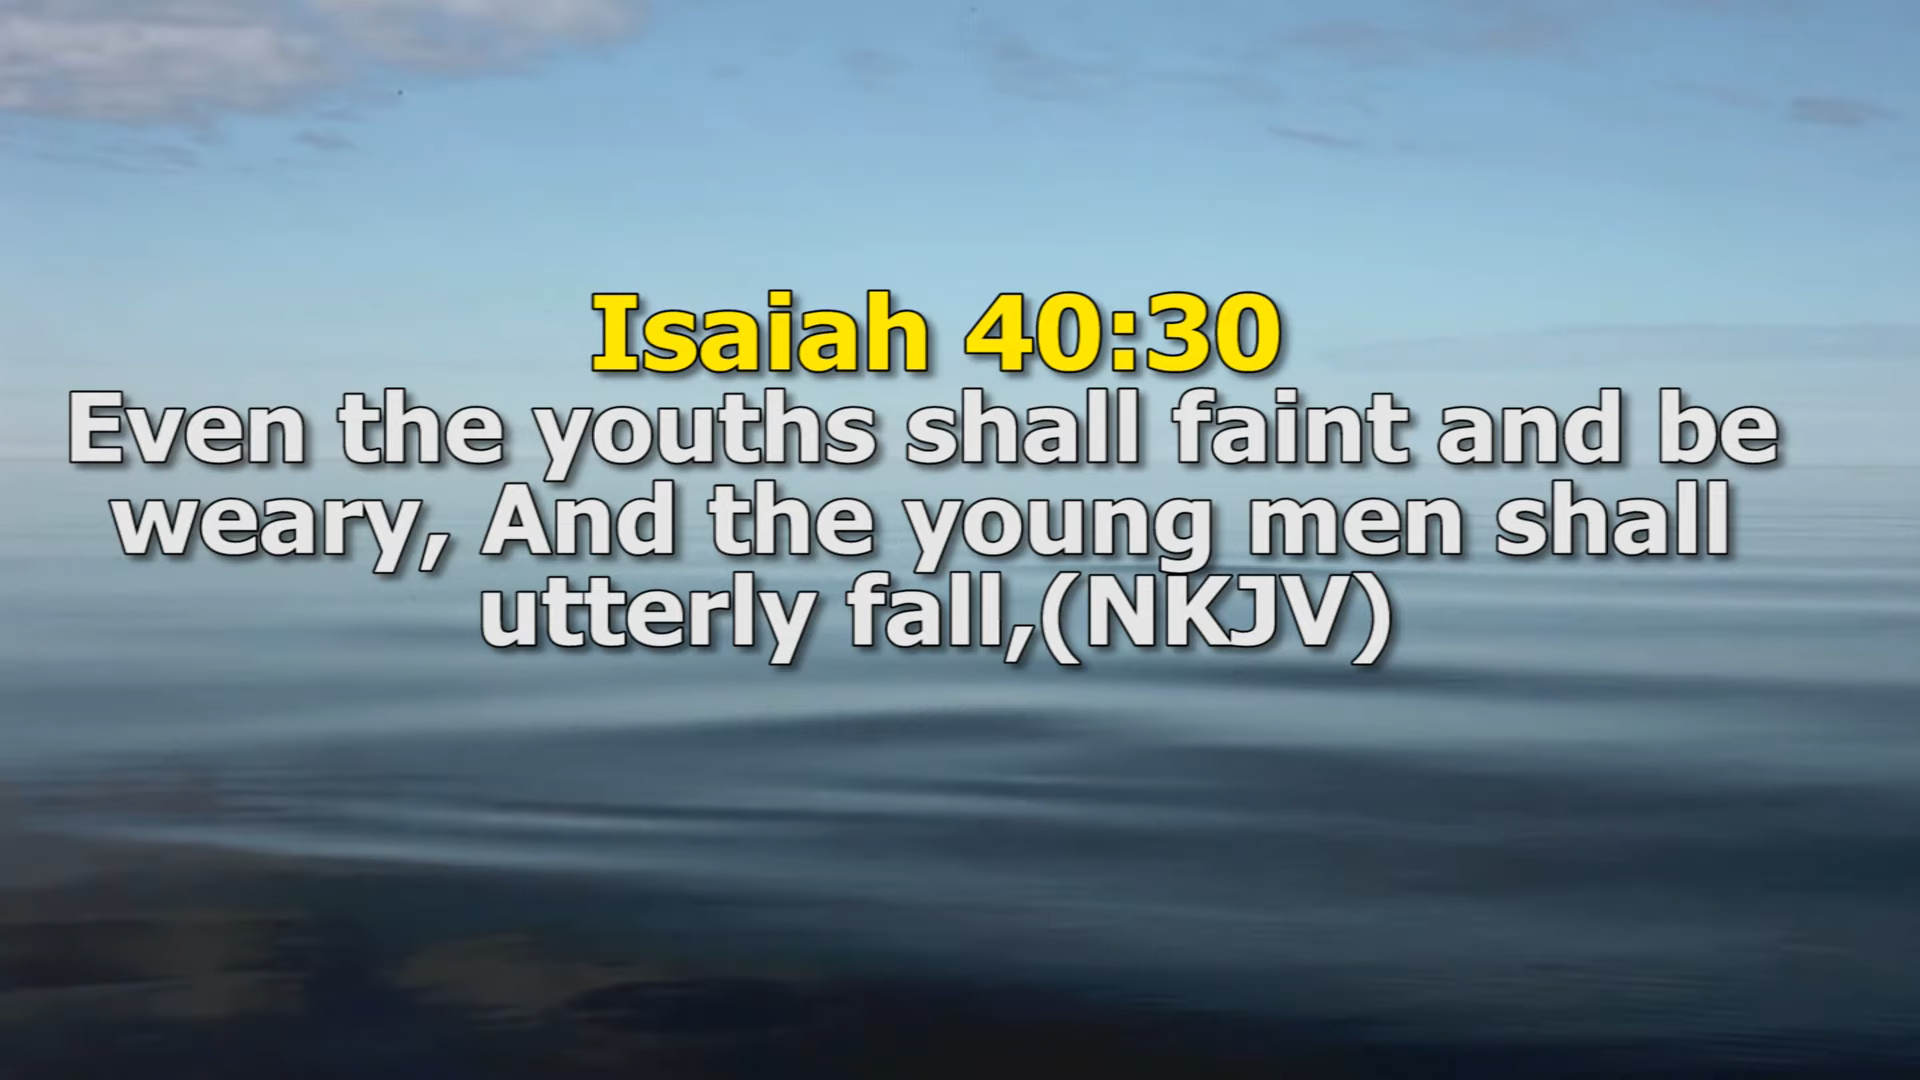 Isaiah 40:30
Even the youths shall faint and be
weary, And the young men shall
utterly fall,(NKJV)